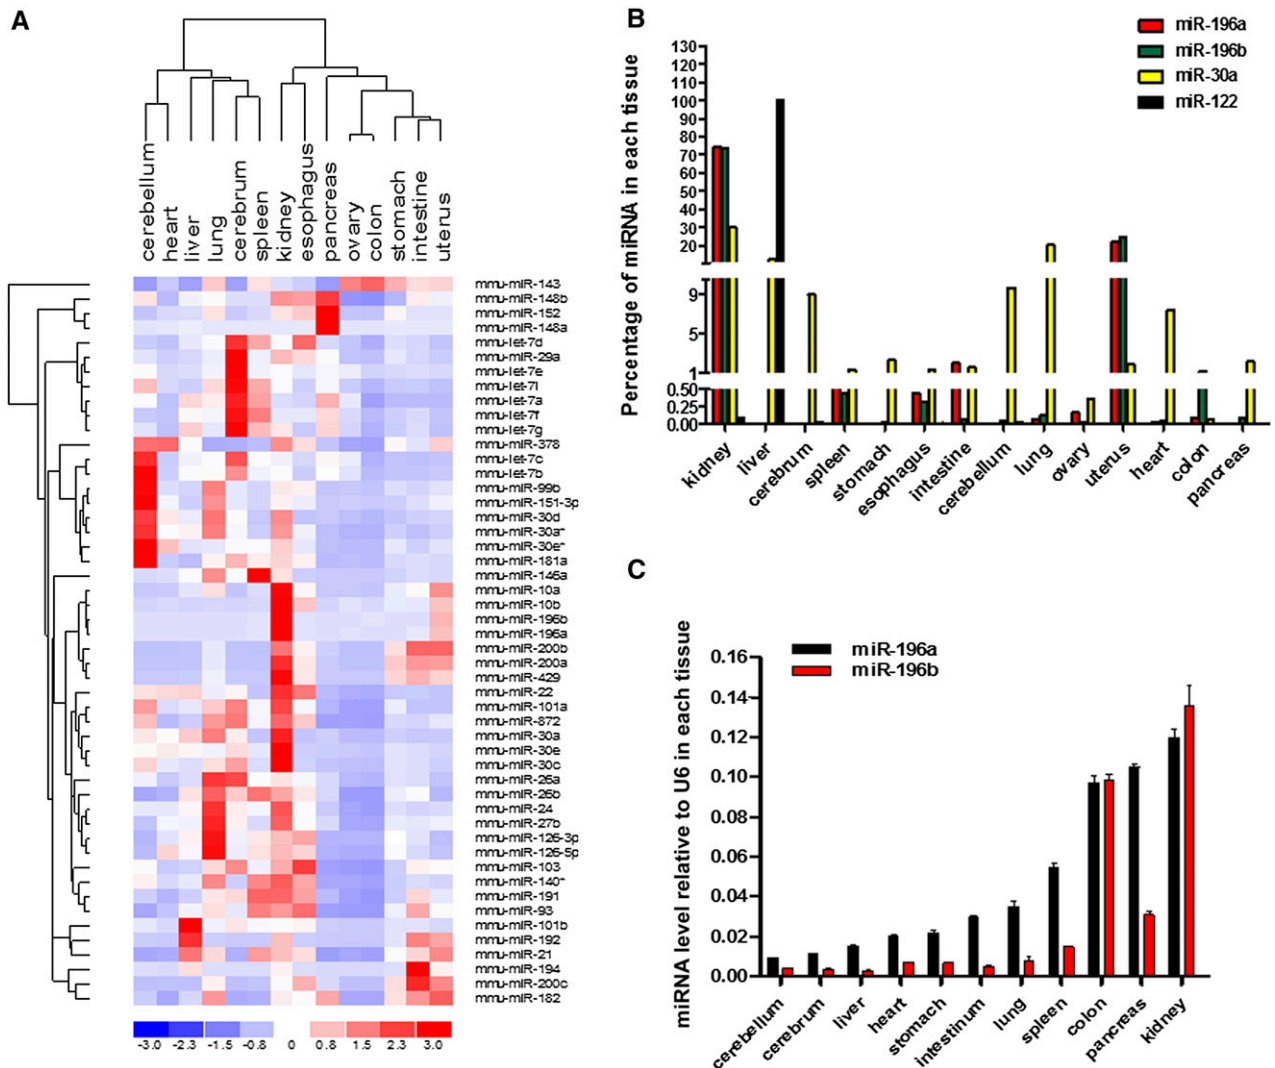 A
cerebellum
heart
liver
lung
cerebrum
spleen
kidney
esophagus
pancreas
ovary
colon
stomach
intestine
uterus
mmu-miR-143
mmu-miR-148b
mmu-miR-152
mmu-miR-148a
mmu-let-7d
mmu-miR-29a
mmu-let-7e
mmu-let-7i
mmu-let-7a
mmu-let-7f
mmu-let-7g
mmu-miR-378
mmu-let-7c
mmu-let-7b
mmu-miR-99b
mmu-miR-151-3p
mmu-miR-30d
mmu-miR-30a*
mmu-miR-30e*
mmu-miR-181a
mmu-miR-146a
mmu-miR-10a
mmu-miR-10b
mmu-miR-196b
mmu-miR-196a
mmu-miR-200b
mmu-miR-200a
mmu-miR-429
mmu-miR-22
mmu-miR-101a
mmu-miR-872
mmu-miR-30a
mmu-miR-30e
mmu-miR-30c
mmu-miR-26a
mmu-miR-26b
mmu-miR-24
mmu-miR-27b
mmu-miR-126-3p
mmu-miR-126-5p
mmu-miR-103
mmu-miR-140*
mmu-miR-191
mmu-miR-93
mmu-miR-101b
mmu-miR-192
mmu-miR-21
mmu-miR-194
mmu-miR-200c
mmu-miR-182
-3.0 -2.3 -1.5 -0.8 0 0.8 1.5 2.3 3.0
B
miR-196a
miR-196b
miR-30a
miR-122
Percentage of miRNA in each tissue
130
120
110
100
90
80
70
60
50
40
30
20
9
5
1
0.50
0.25
0.00
kidney
liver
cerebrum
spleen
stomach
esophagus
intestine
cerebellum
lung
ovary
uterus
heart
colon
pancreas
C
miR-196a
miR-196b
miRNA level relative to U6 in each tissue
0.16
0.14
0.12
0.10
0.08
0.06
0.04
0.02
0.00
cerebellum
cerebrum
liver
heart
stomach
intestinum
lung
spleen
colon
pancreas
kidney